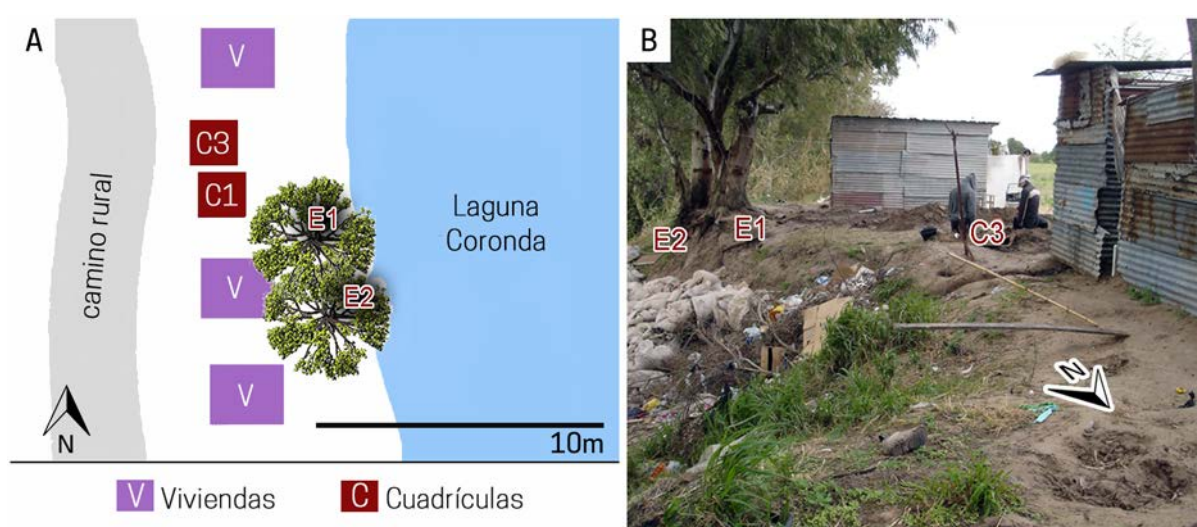 A
V
C3
C1
E1
V
E2
V
camino rural
Laguna
Coronda
N
10m
V Viviendas
C Cuadrículas
B
E2
E1
C3
N